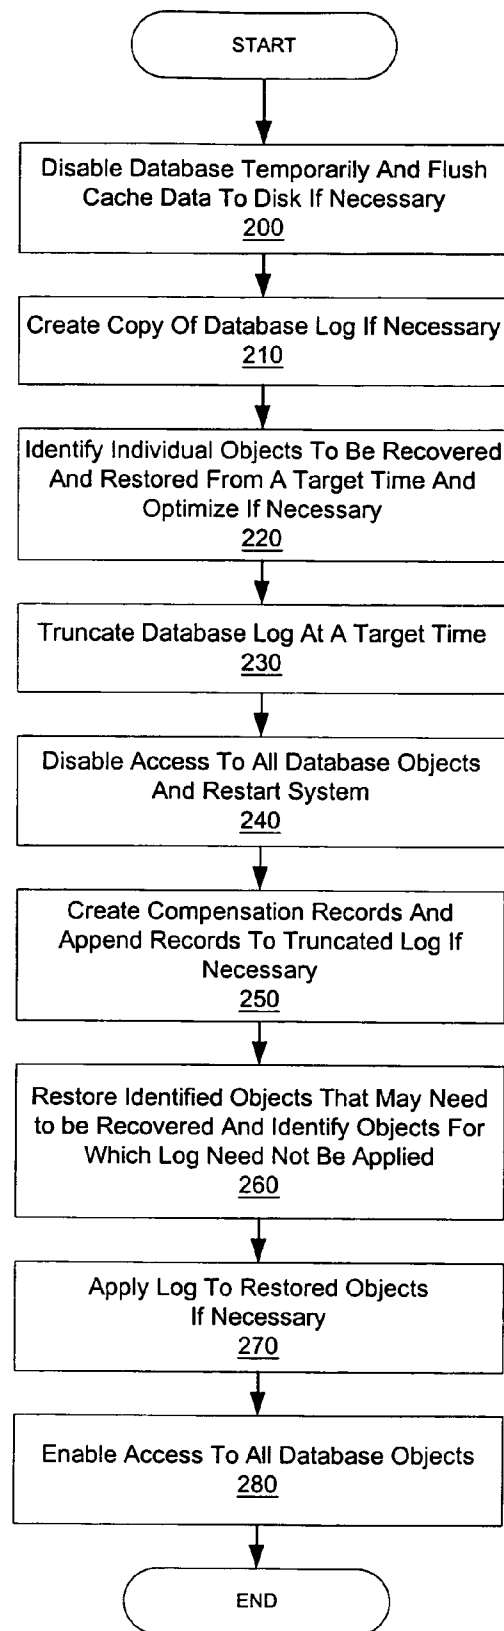 START
Disable Database Temporarily And Flush
Cache Data To Disk If Necessary
200
Create Copy Of Database Log If Necessary
210
Identify Individual Objects To Be Recovered
And Restored From A Target Time And
Optimize If Necessary
220
Truncate Database Log At A Target Time
230
Disable Access To All Database Objects
And Restart System
240
Create Compensation Records And
Append Records To Truncated Log If
Necessary
250
Restore Identified Objects That May Need
to be Recovered And Identify Objects For
Which Log Need Not Be Applied
260
Apply Log To Restored Objects
If Necessary
270
Enable Access To All Database Objects
280
END